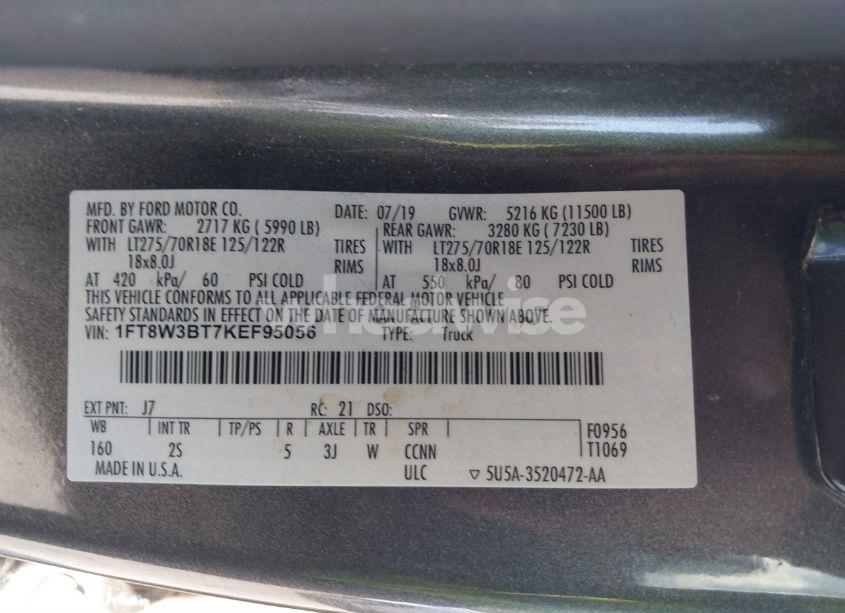 MFD. BY FORD MOTOR CO. DATE: 07/19 GVWR: 5216 KG (11500 LB)
FRONT GAWR: 2717 KG ( 5990 LB) REAR GAWR: 3280 KG ( 7230 LB)
WITH LT275/70R18E 125/122R TIRES WITH LT275/70R18E 125/122R TIRES
18x8.0J RIMS 18x8.0J RIMS
AT 420 kPa/ 60 PSI COLD AT 550 kPa/ 80 PSI COLD
THIS VEHICLE CONFORMS TO ALL APPLICABLE FEDERAL MOTOR VEHICLE
SAFETY STANDARDS IN EFFECT ON THE DATE OF MANUFACTURE SHOWN ABOVE.
VIN: 1FT8W3BT7KEF95056 TYPE: Truck
EXT PNT: J7 RC: 21 DSO:
WB INT TR TP/PS R AXLE TR SPR F0956
160 2S 5 3J W CCNN T1069
MADE IN U.S.A. ULC ▽ 5U5A-3520472-AA